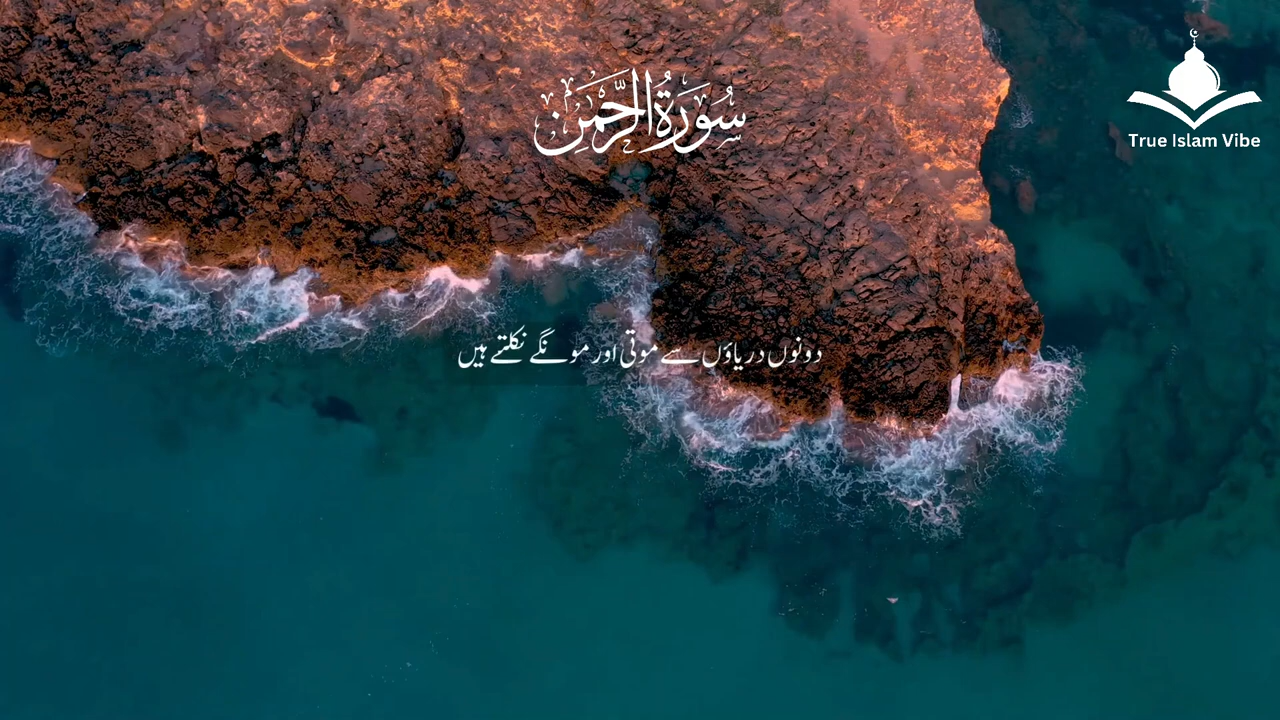 سُورَةُ الرَّحْمٰن
True Islam Vibe
دونوں دریاؤں سے موتی اور مونگے نکلتے ہیں